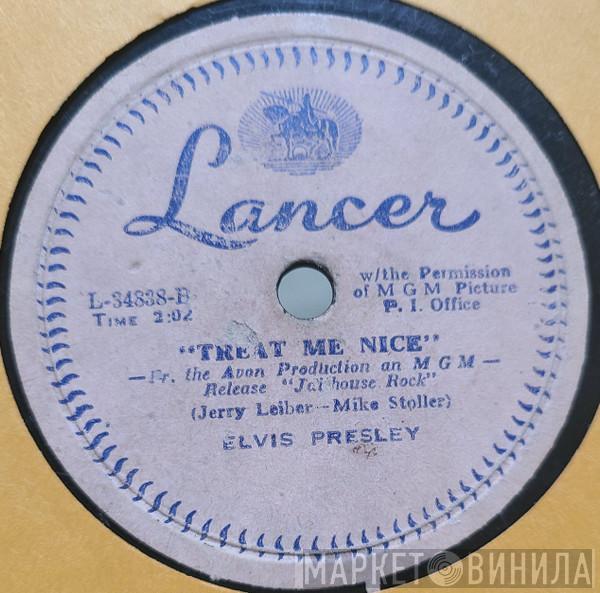 Lancer
L-34838-B
TIME 2:02
w/the Permission
of M G M Picture
P. I. Office
"TREAT ME NICE"
—Fr. the Avon Production an M G M—
Release "Jailhouse Rock"
(Jerry Leiber—Mike Stoller)
ELVIS PRESLEY
МАРКЕТ ВИНИЛА